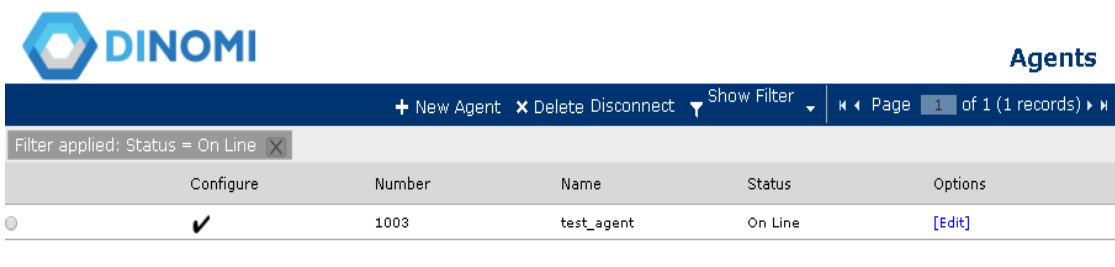 DINOMI
Agents
New Agent Delete Disconnect Show Filter Page 1 of 1 (1 records)
Filter applied: Status = On Line X
Configure Number Name Status Options
1003 test_agent On Line [Edit]